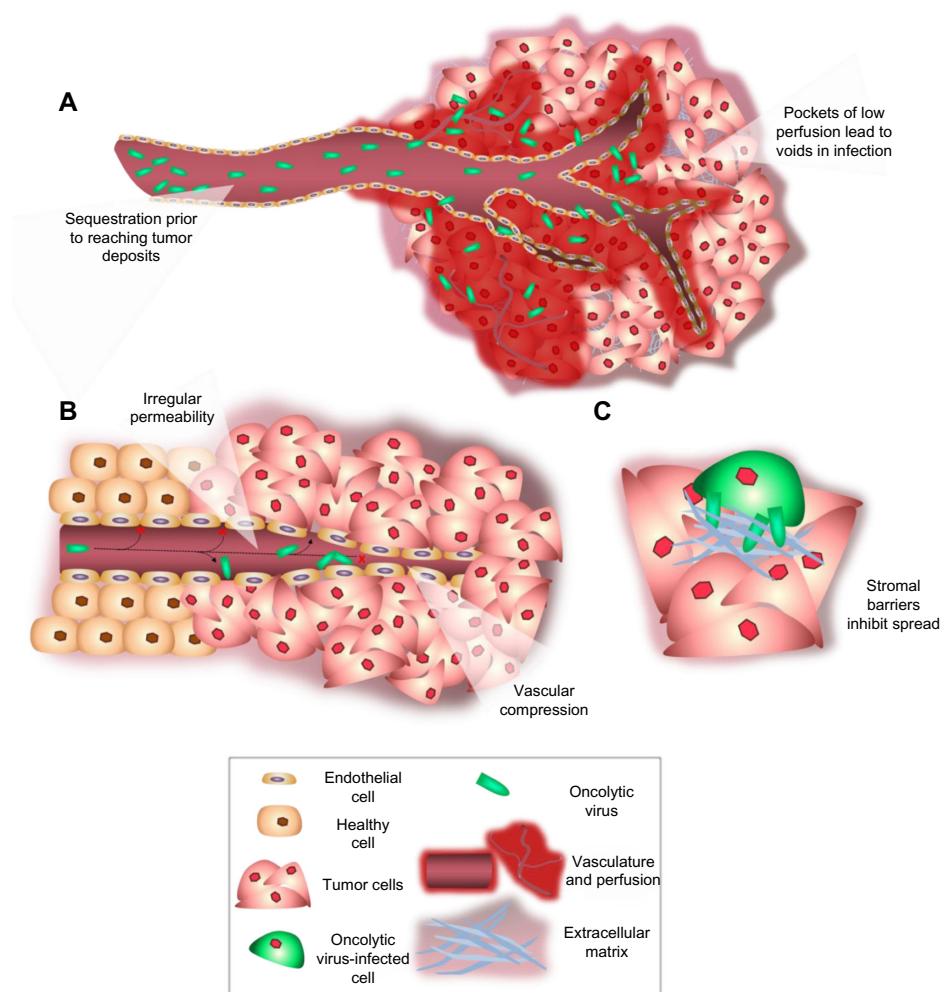 A
Pockets of low
perfusion lead to
voids in infection
Sequestration prior
to reaching tumor
deposits
B
Irregular
permeability
Vascular
compression
C
Stromal
barriers
inhibit spread
Endothelial
cell
Healthy
cell
Tumor cells
Oncolytic
virus-infected
cell
Oncolytic
virus
Vasculature
and perfusion
Extracellular
matrix